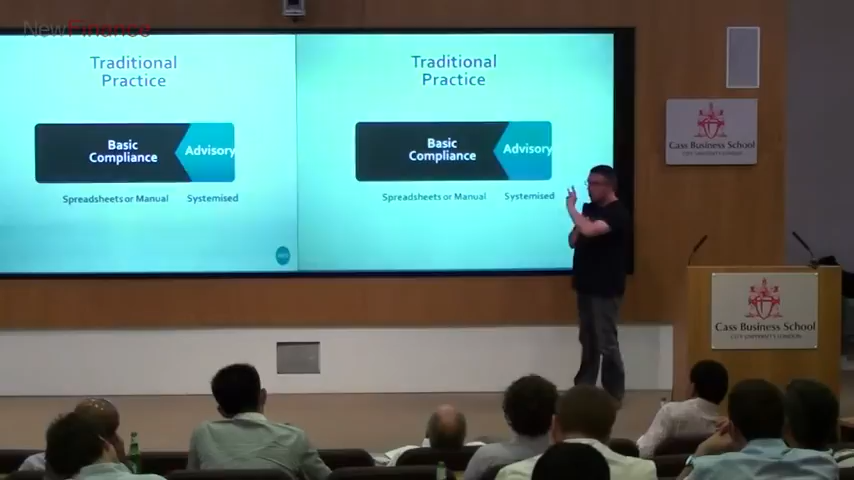 NewFinance
Traditional
Practice
Basic
Compliance
Advisory
Spreadsheets or Manual
Systemised
Traditional
Practice
Basic
Compliance
Advisory
Spreadsheets or Manual
Systemised
Cass Business School
CITY UNIVERSITY LONDON
Cass Business School
CITY UNIVERSITY LONDON